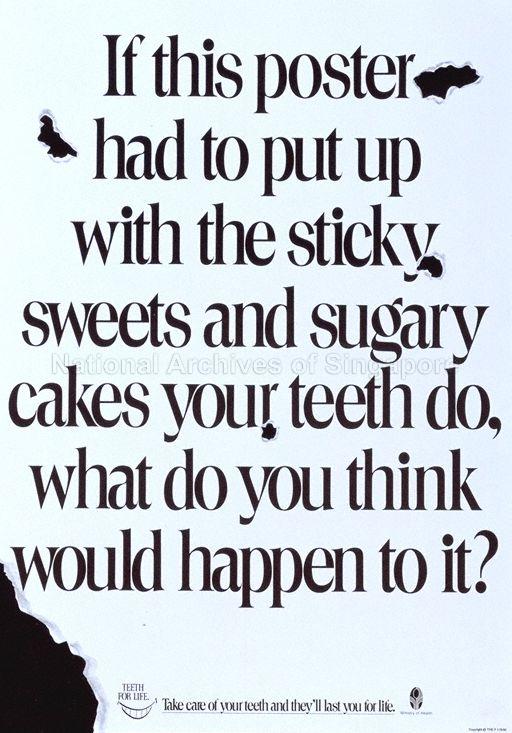 If this poster
had to put up
with the sticky
sweets and sugary
National Archives of Singapore
cakes your teeth do,
what do you think
would happen to it?
TEETH
FOR LIFE.
Take care of your teeth and they'll last you for life.
Ministry of Health